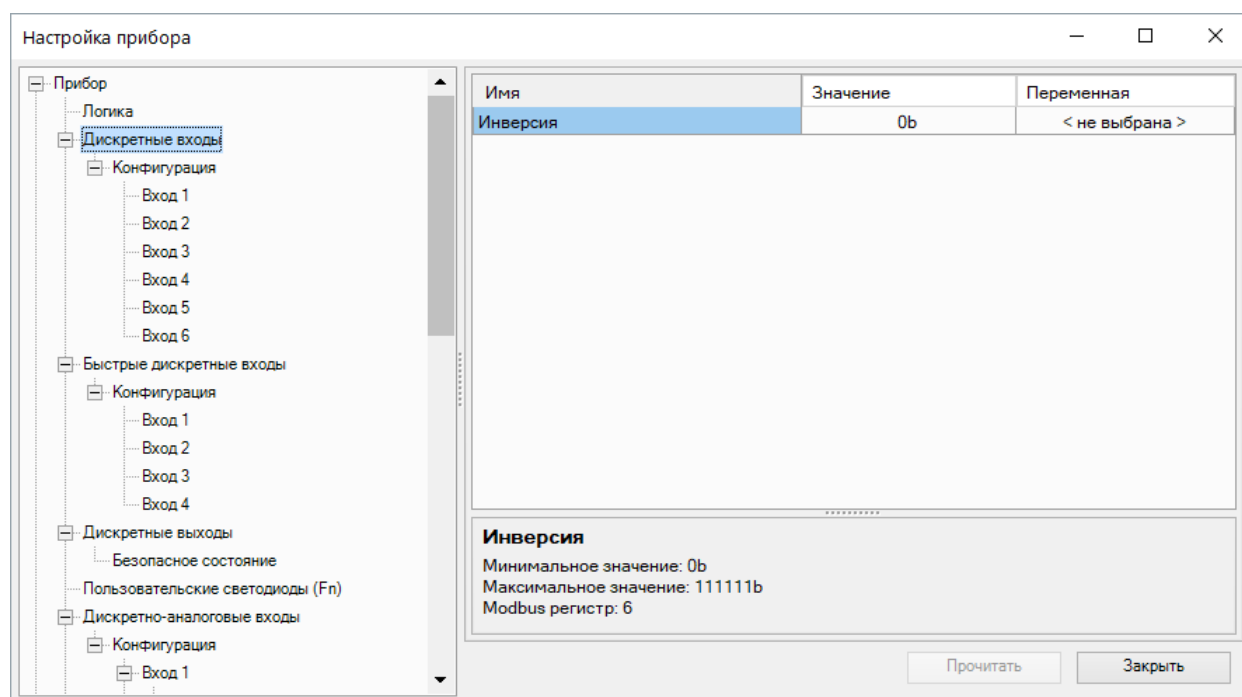 Настройка прибора
Прибор
Логика
Дискретные входы
Конфигурация
Вход 1
Вход 2
Вход 3
Вход 4
Вход 5
Вход 6
Быстрые дискретные входы
Конфигурация
Вход 1
Вход 2
Вход 3
Вход 4
Дискретные выходы
Безопасное состояние
Пользовательские светодиоды (Fn)
Дискретно-аналоговые входы
Конфигурация
Вход 1
Имя Значение Переменная
Инверсия 0b < не выбрана >
Инверсия
Минимальное значение: 0b
Максимальное значение: 111111b
Modbus регистр: 6
Прочитать Закрыть